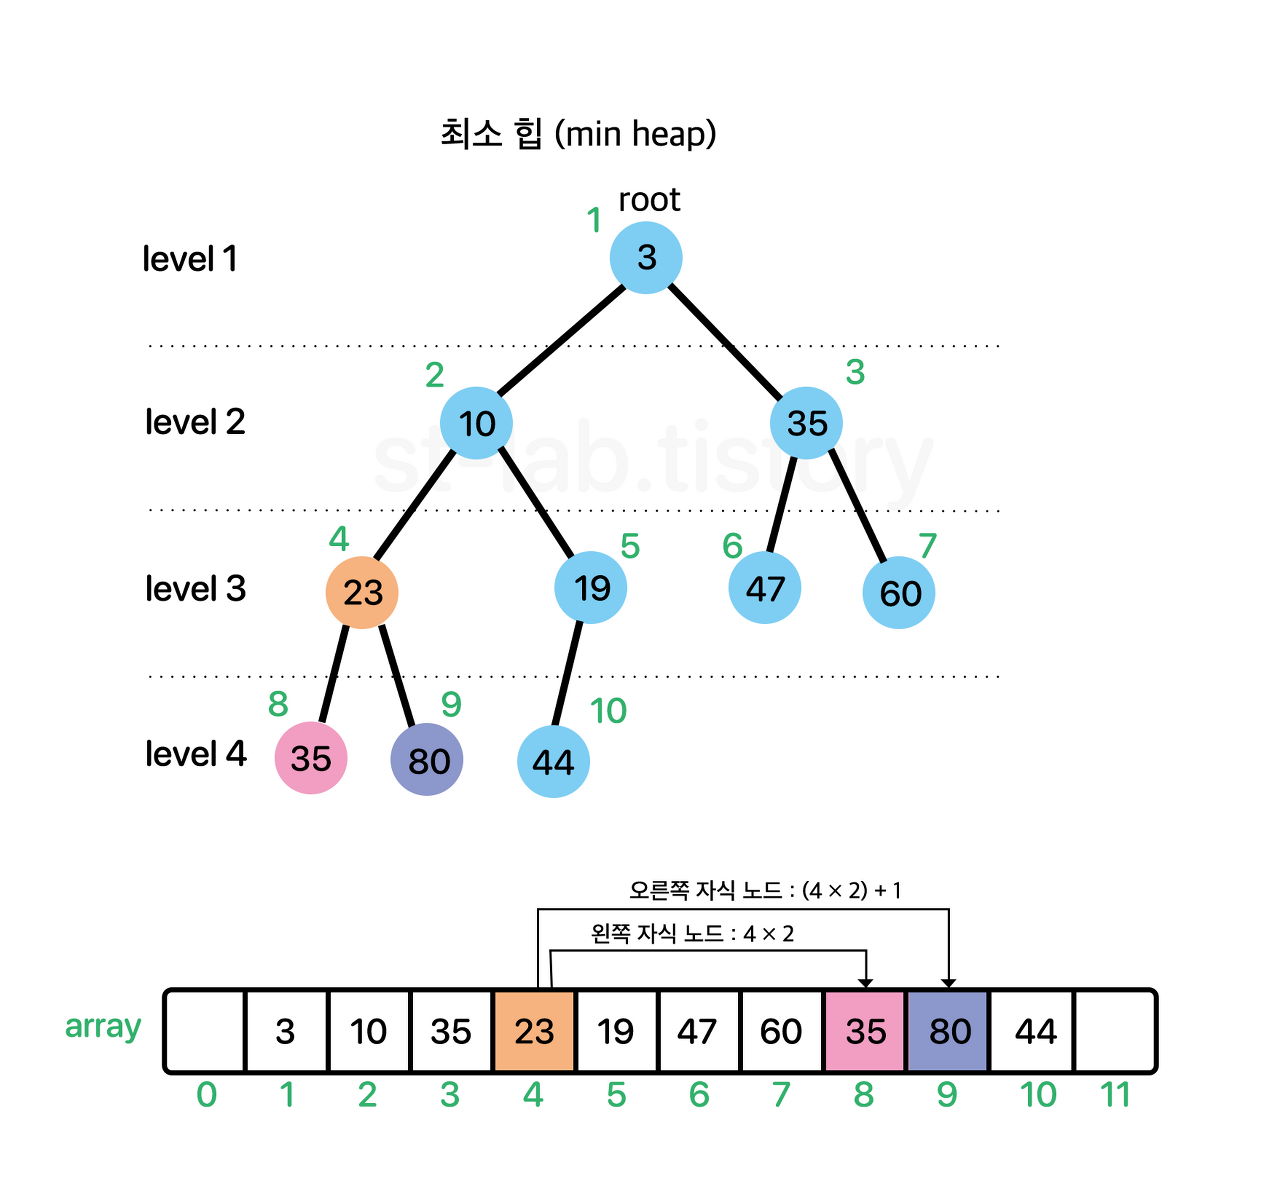 최소 힙 (min heap)
root
1
level 1
3
2
3
level 2
10
35
st-lab.tistory
4
5
6
7
level 3
23
19
47
60
8
9
10
level 4
35
80
44
오른쪽 자식 노드 : (4 × 2) + 1
왼쪽 자식 노드 : 4 × 2
array
3 10 35 23 19 47 60 35 80 44
0 1 2 3 4 5 6 7 8 9 10 11